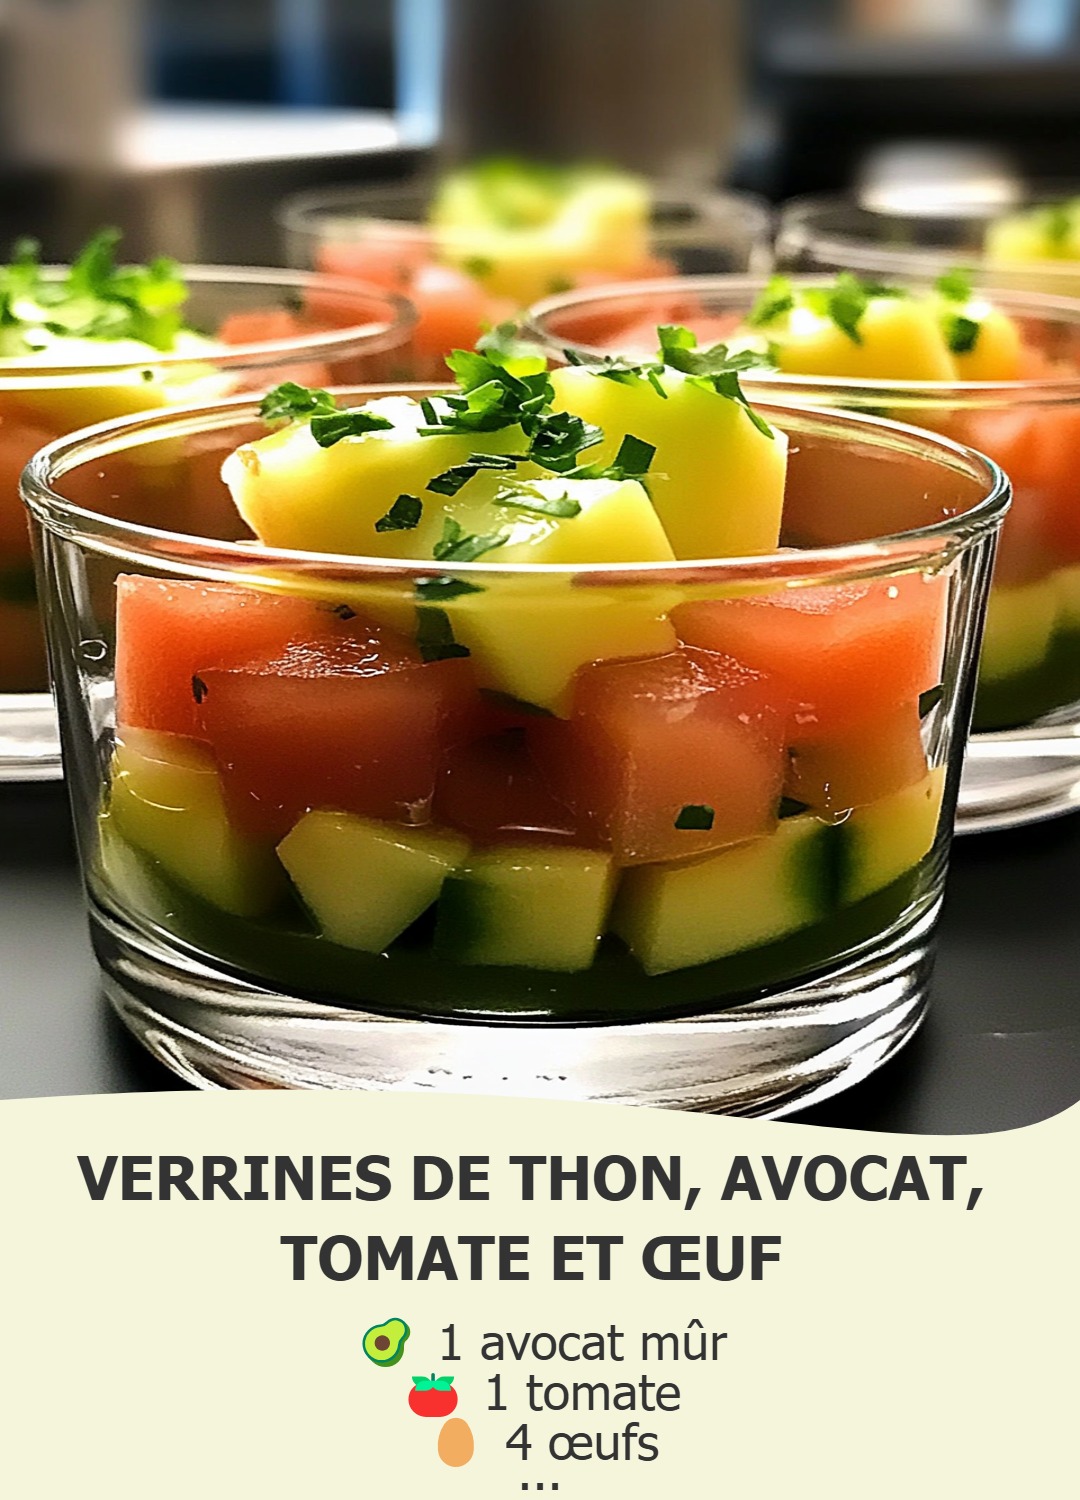 VERRINES DE THON, AVOCAT,
TOMATE ET ŒUF
1 avocat mûr
1 tomate
4 œufs
...